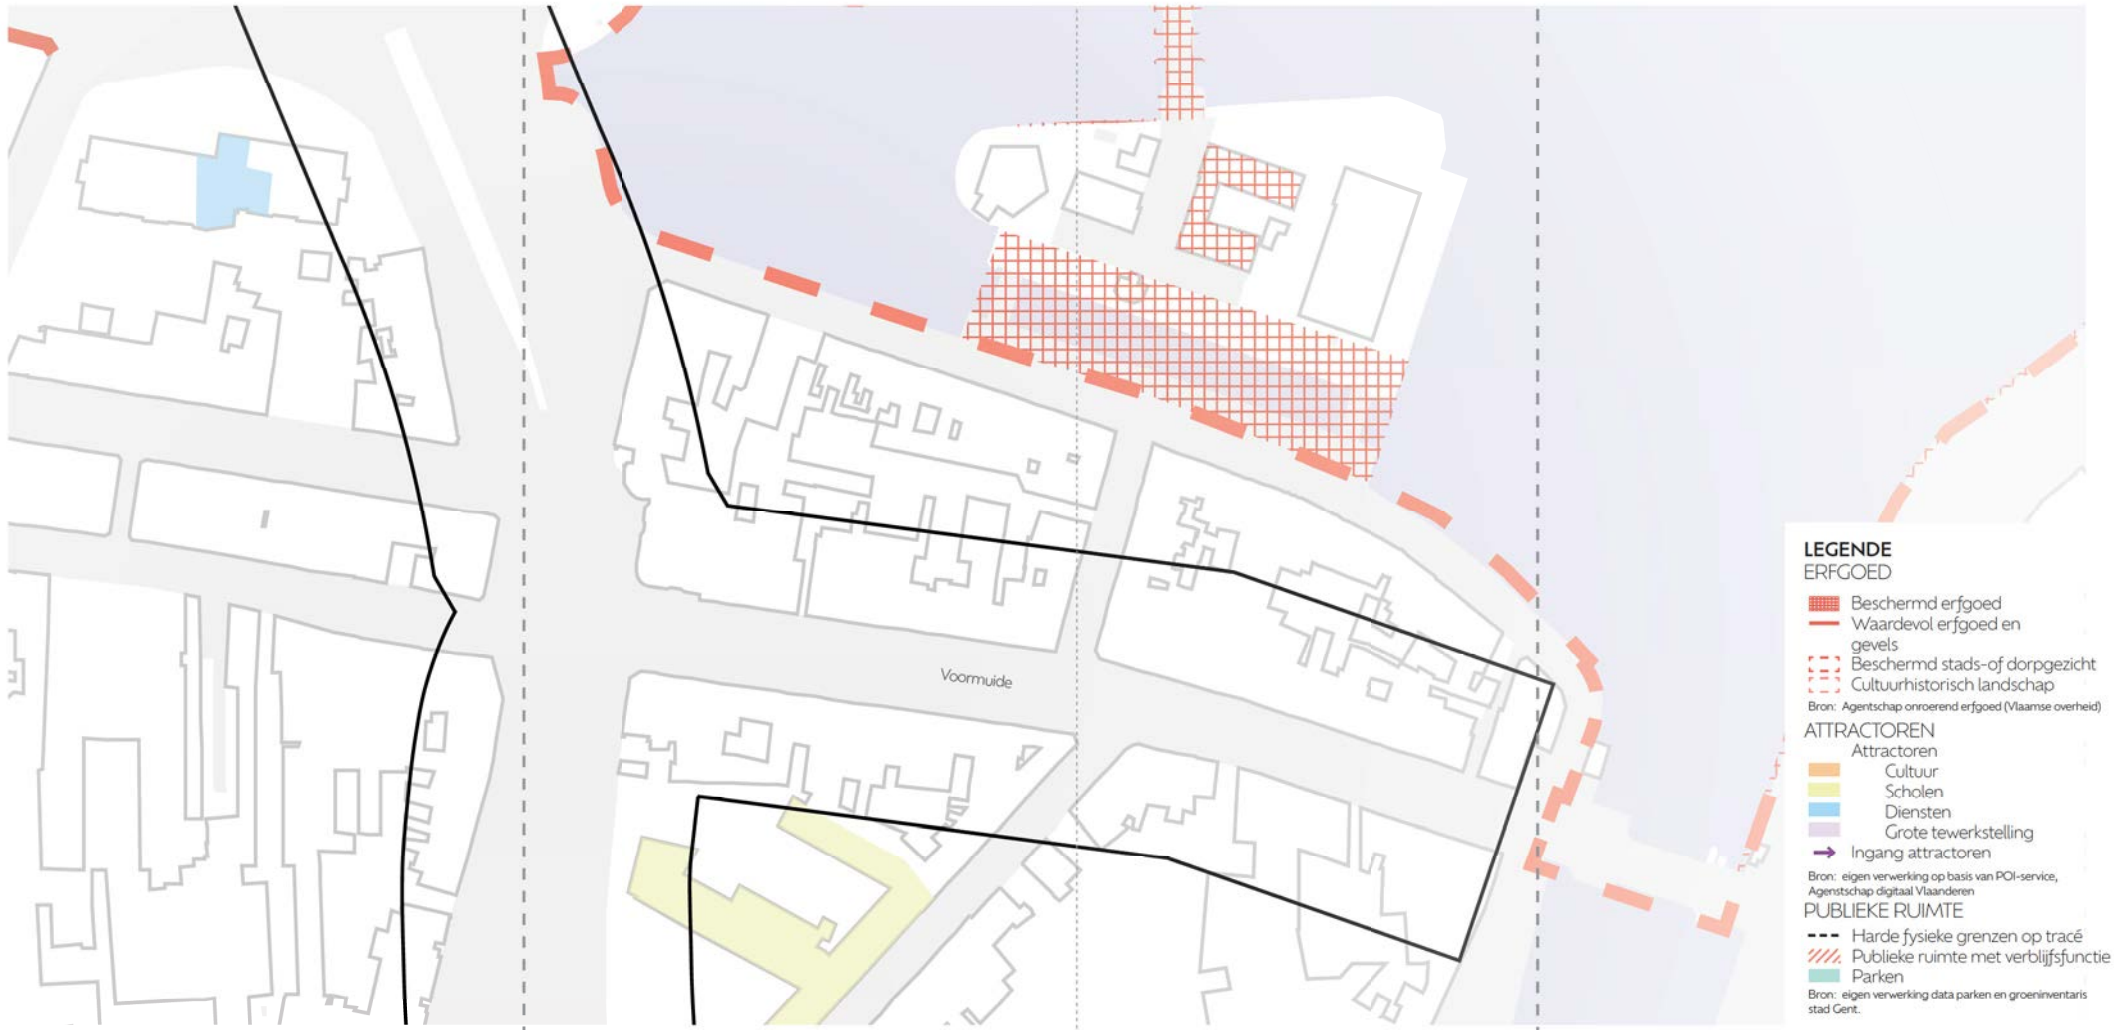 Voormuide
LEGENDE
ERFGOED
Beschermd erfgoed
Waardevol erfgoed en
gevels
Beschermd stads-of dorpgezicht
Cultuurhistorisch landschap
Bron: Agentschap onroerend erfgoed (Vlaamse overheid)
ATTRACTOREN
Attractoren
Cultuur
Scholen
Diensten
Grote tewerkstelling
Ingang attractoren
Bron: eigen verwerking op basis van POI-service,
Agenstschap digitaal Vlaanderen
PUBLIEKE RUIMTE
Harde fysieke grenzen op tracé
Publieke ruimte met verblijfsfunctie
Parken
Bron: eigen verwerking data parken en groeninventaris
stad Gent.